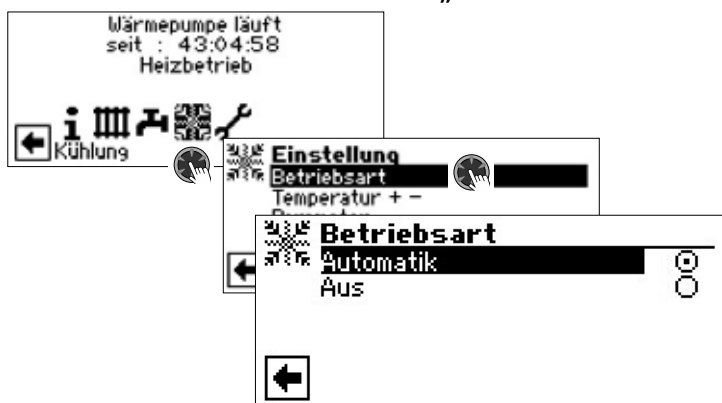 „
Wärmepumpe läuft
seit : 43:04:58
Heizbetrieb
Kühlung
Einstellung
Betriebsart
Temperatur + −
Betriebsart
Automatik
Aus